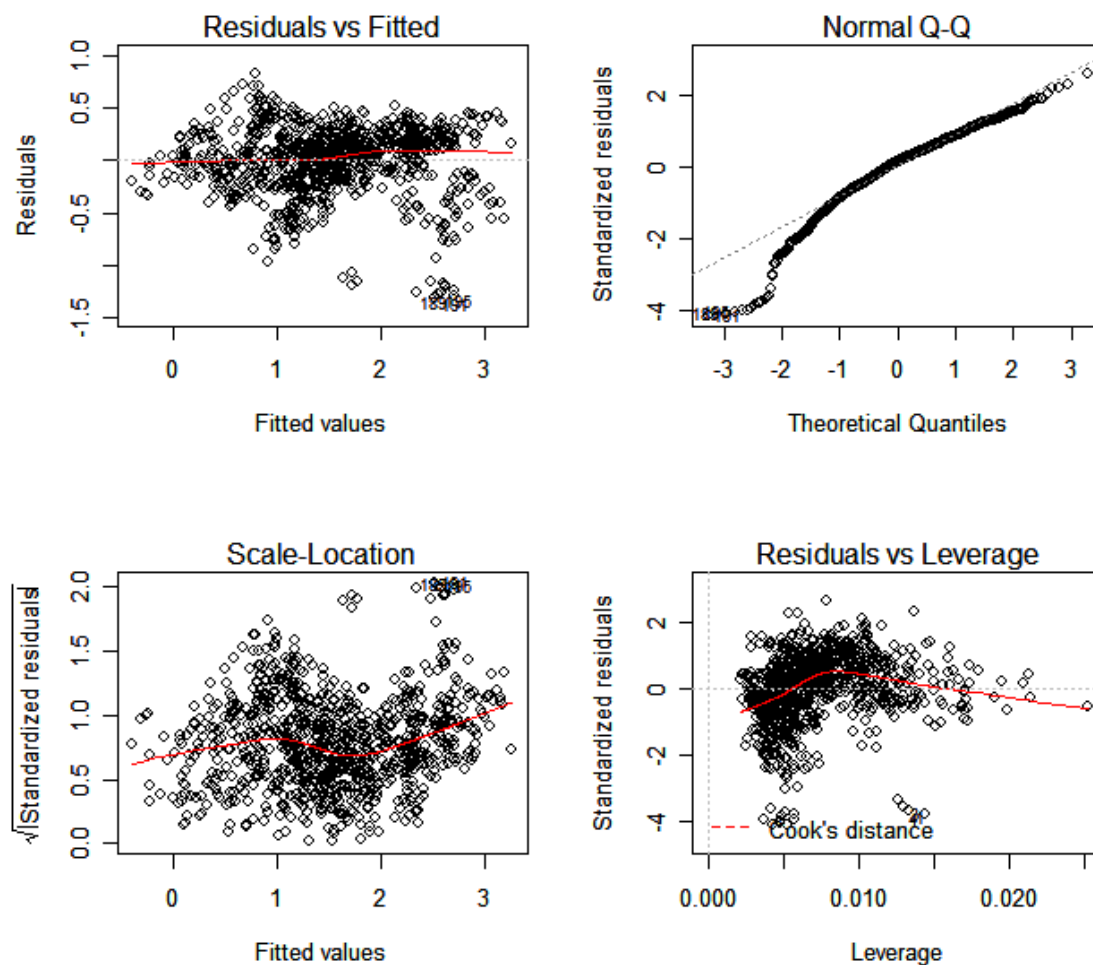 Residuals vs Fitted
Residuals
1.0
0.5
-0.5
-1.5
0
1
2
3
Fitted values
Normal Q-Q
Standardized residuals
2
0
-2
-4
-3
-2
-1
0
1
2
3
Theoretical Quantiles
Scale-Location
√|Standardized residuals|
2.0
1.5
1.0
0.5
0.0
0
1
2
3
Fitted values
Residuals vs Leverage
Standardized residuals
2
0
-2
-4
Cook's distance
0.000
0.010
0.020
Leverage